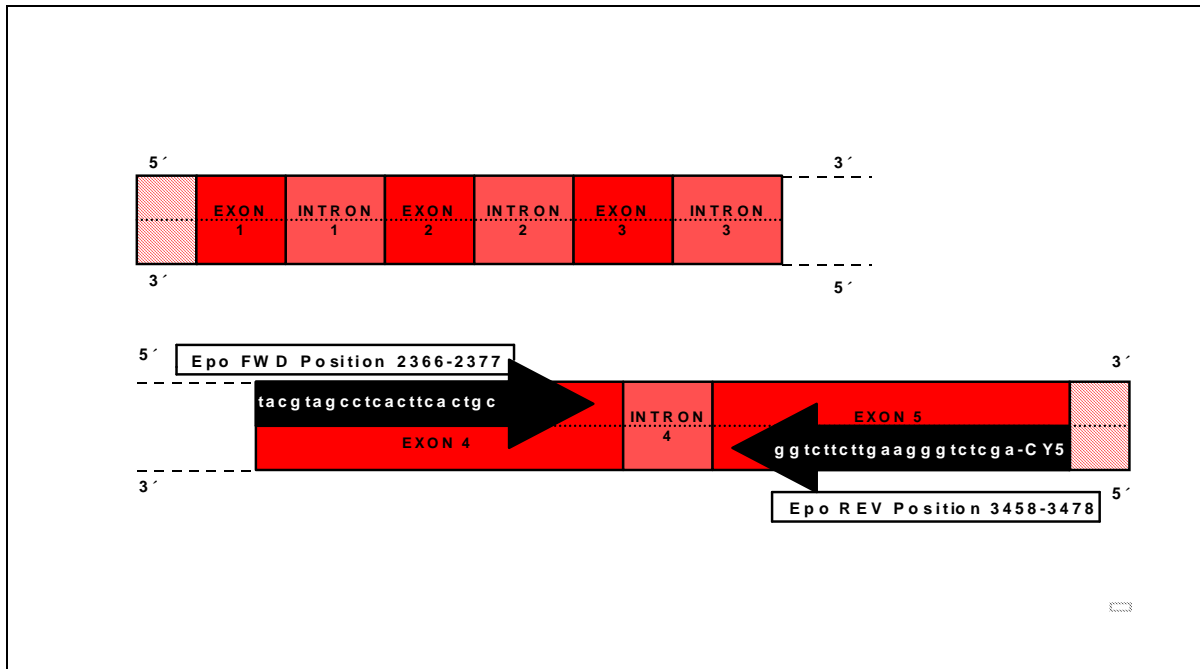 5´
3´
EXON 1
INTRON 1
EXON 2
INTRON 2
EXON 3
INTRON 3
3´
5´
5´
Epo FWD Position 2366-2377
3´
tacgtagcctcacttcactgc
EXON 4
INTRON 4
EXON 5
ggtcttcttgaagggtctcga-CY5
3´
5´
Epo REV Position 3458-3478